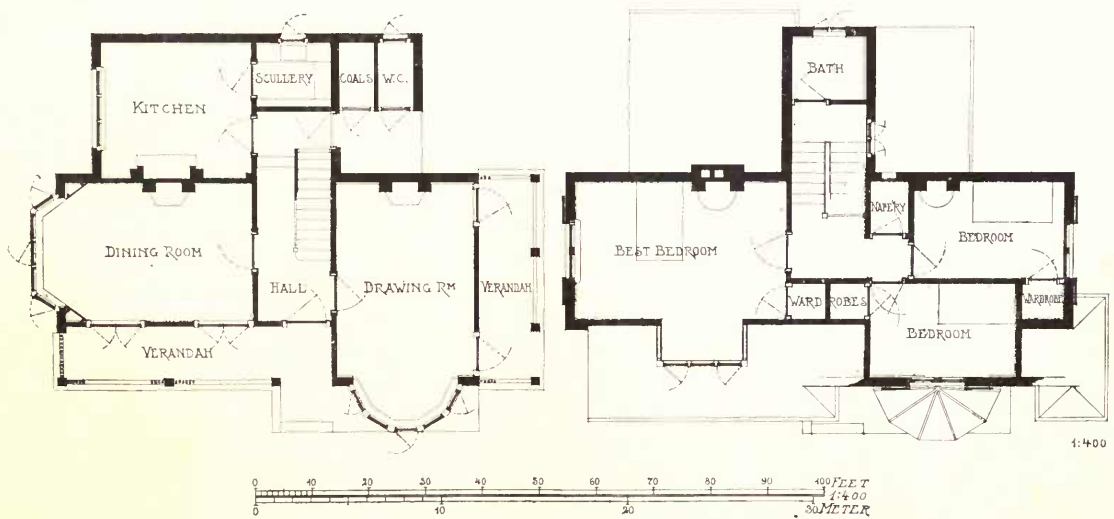 KITCHEN
SCULLERY
COALS
W.C.
DINING ROOM
HALL
DRAWING RM
VERANDAH
VERANDAH
BATH
BEST BEDROOM
NAPERY
BEDROOM
WARD
ROBES
WARDROBE
BEDROOM
1:400
0 10 20 30 40 50 60 70 80 90 100 FEET
1:400
0 10 20 30 METER